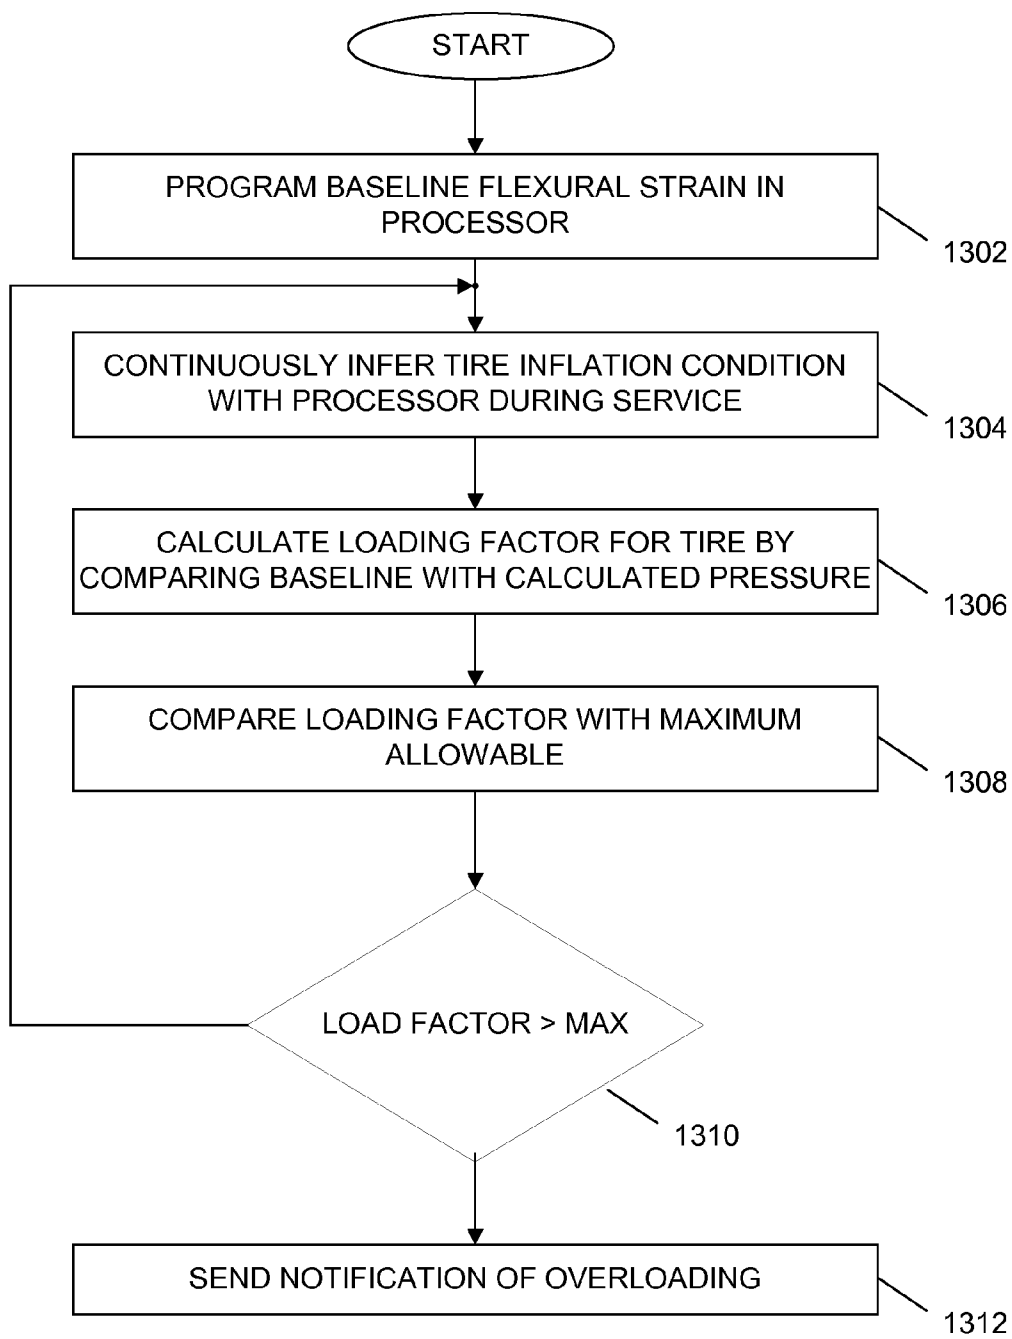 START
PROGRAM BASELINE FLEXURAL STRAIN IN
PROCESSOR
1302
CONTINUOUSLY INFER TIRE INFLATION CONDITION
WITH PROCESSOR DURING SERVICE
1304
CALCULATE LOADING FACTOR FOR TIRE BY
COMPARING BASELINE WITH CALCULATED PRESSURE
1306
COMPARE LOADING FACTOR WITH MAXIMUM
ALLOWABLE
1308
LOAD FACTOR > MAX
1310
SEND NOTIFICATION OF OVERLOADING
1312